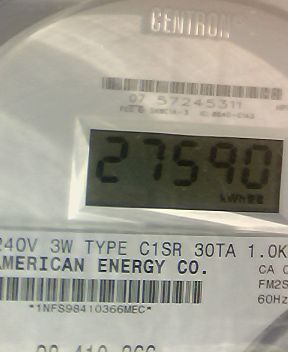 CENTRON
07 57245311
27590
kWh
240V 3W TYPE C1SR 30TA 1.0K
AMERICAN ENERGY CO.
CA 0
FM2S
60Hz
*1NFS98410366MEC*